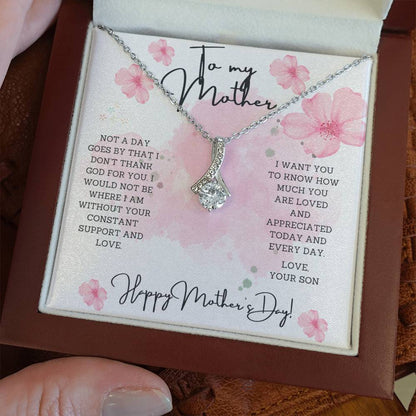 To my
Mother
NOT A DAY
GOES BY THAT I
DON'T THANK
GOD FOR YOU. I
WOULD NOT BE
WHERE I AM
WITHOUT YOUR
CONSTANT
SUPPORT AND
LOVE.
I WANT YOU
TO KNOW HOW
MUCH YOU
ARE LOVED
AND
APPRECIATED
TODAY AND
EVERY DAY.
LOVE,
YOUR SON
Happy Mother's Day!